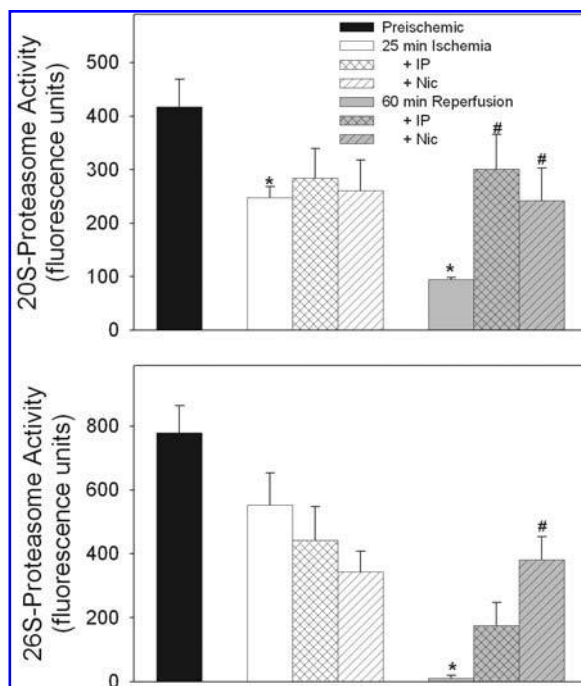 Preischemic
25 min Ischemia
+ IP
+ Nic
60 min Reperfusion
+ IP
+ Nic
20S-Proteasome Activity
(fluorescence units)
500
400
300
200
100
0
*
*
#
#
26S-Proteasome Activity
(fluorescence units)
800
600
400
200
0
*
#